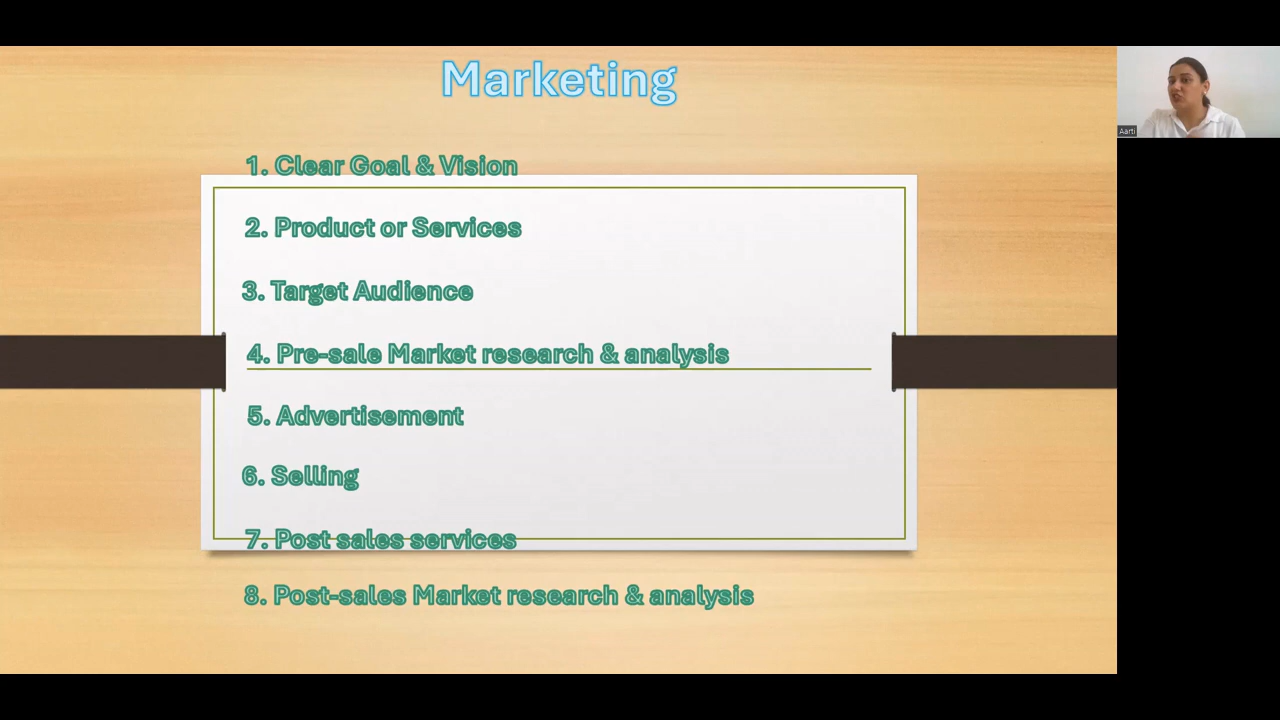 Marketing
Aarti
1. Clear Goal & Vision
2. Product or Services
3. Target Audience
4. Pre-sale Market research & analysis
5. Advertisement
6. Selling
7. Post sales services
8. Post-sales Market research & analysis